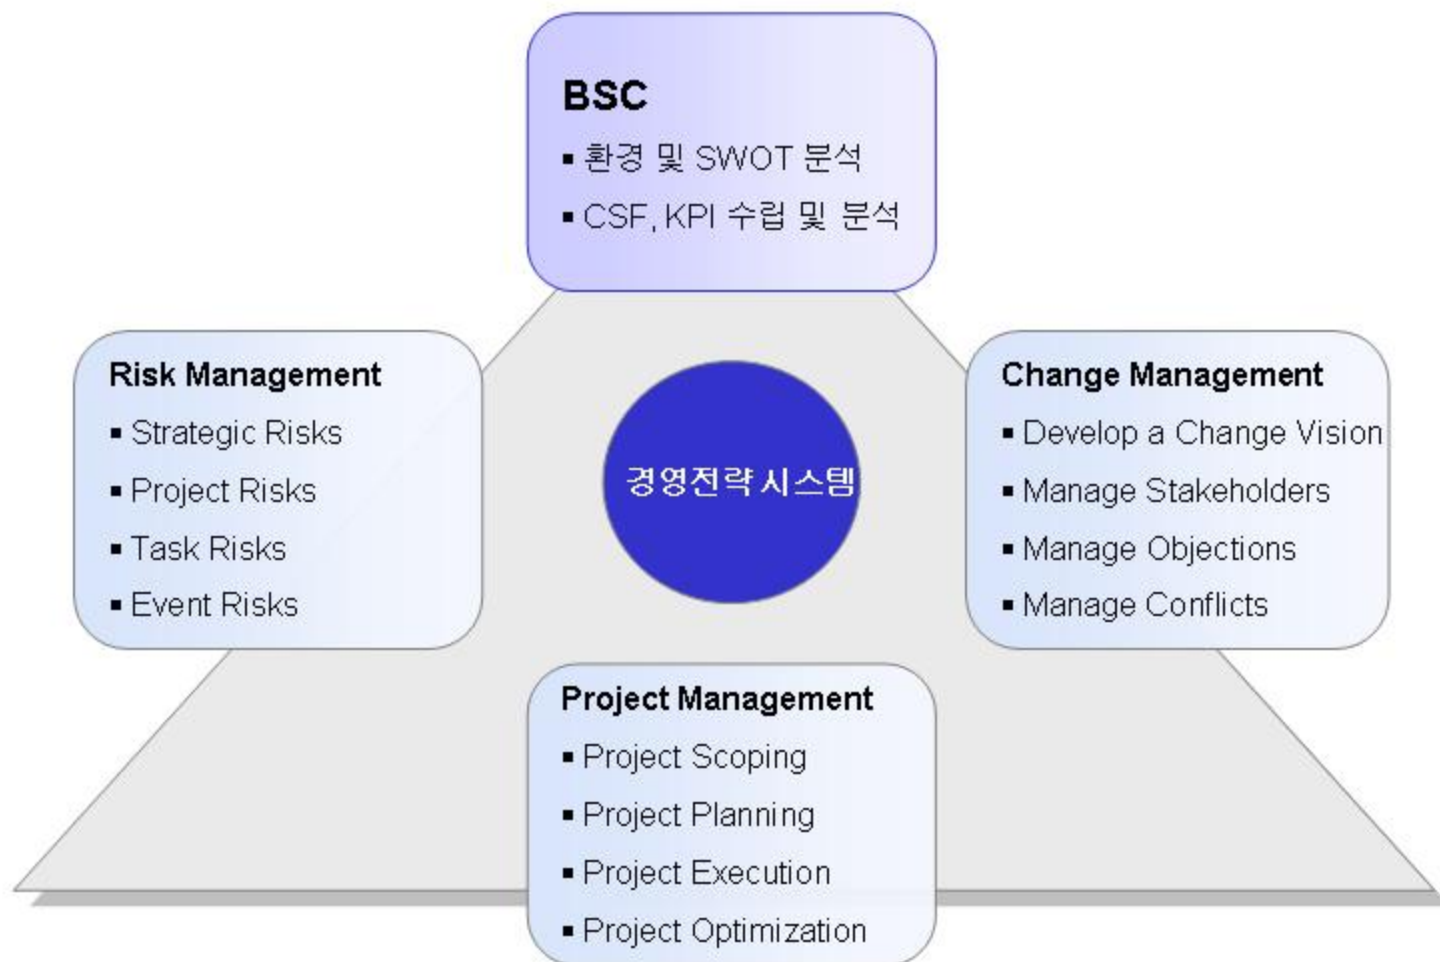 BSC
▪ 환경 및 SWOT 분석
▪ CSF, KPI 수립 및 분석
Risk Management
▪ Strategic Risks
▪ Project Risks
▪ Task Risks
▪ Event Risks
경영전략 시스템
Change Management
▪ Develop a Change Vision
▪ Manage Stakeholders
▪ Manage Objections
▪ Manage Conflicts
Project Management
▪ Project Scoping
▪ Project Planning
▪ Project Execution
▪ Project Optimization